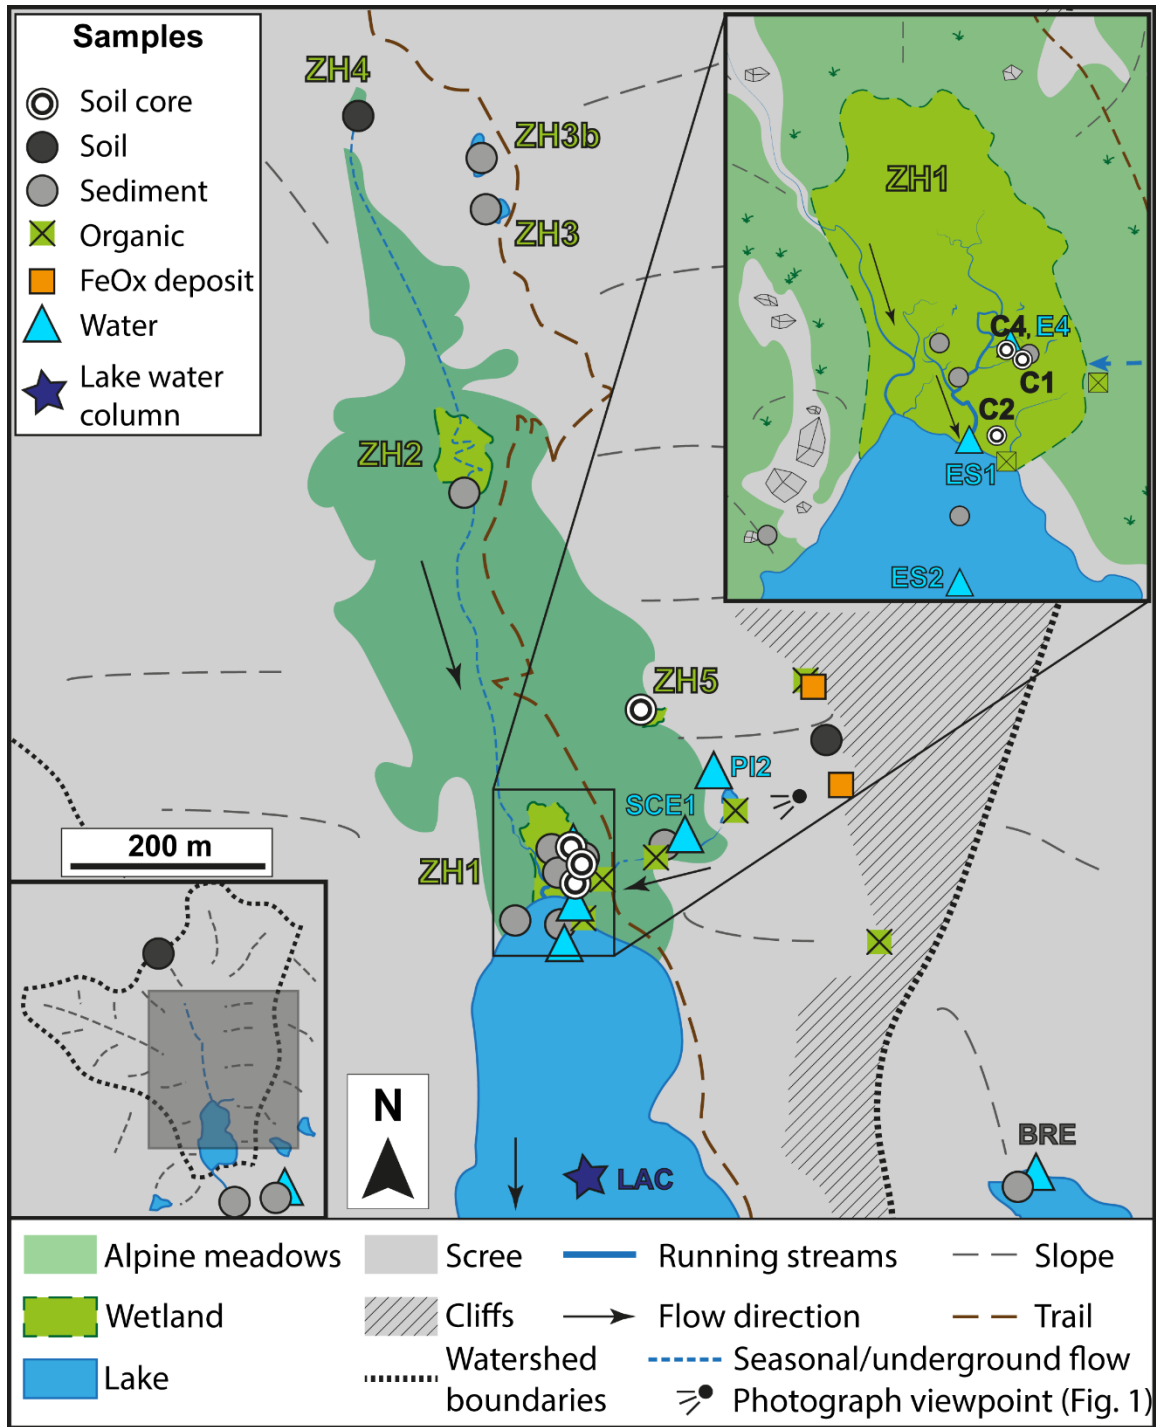 Samples
Soil core
Soil
Sediment
Organic
FeOx deposit
Water
Lake water
column
ZH4
ZH3b
ZH3
ZH2
ZH1
C4, E4
C1
C2
ES1
ES2
ZH5
PI2
SCE1
ZH1
200 m
N
LAC
BRE
Alpine meadows
Scree
Running streams
Slope
Wetland
Cliffs
Flow direction
Trail
Lake
Watershed
boundaries
Seasonal/underground flow
Photograph viewpoint (Fig. 1)